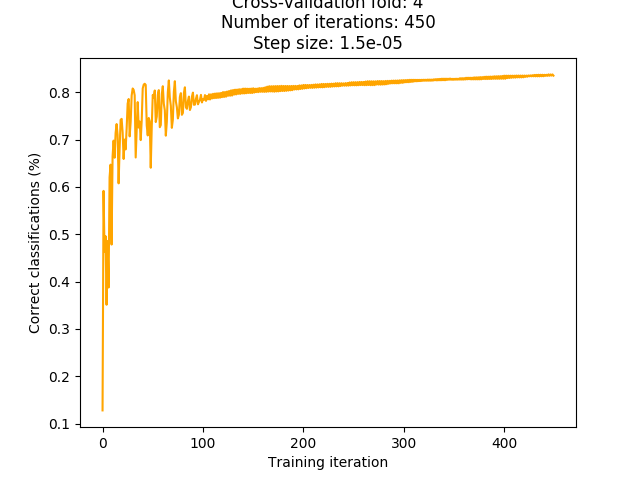 Cross-validation fold: 4
Number of iterations: 450
Step size: 1.5e-05
0.8
0.7
0.6
0.5
0.4
0.3
0.2
0.1
Correct classifications (%)
0 100 200 300 400
Training iteration